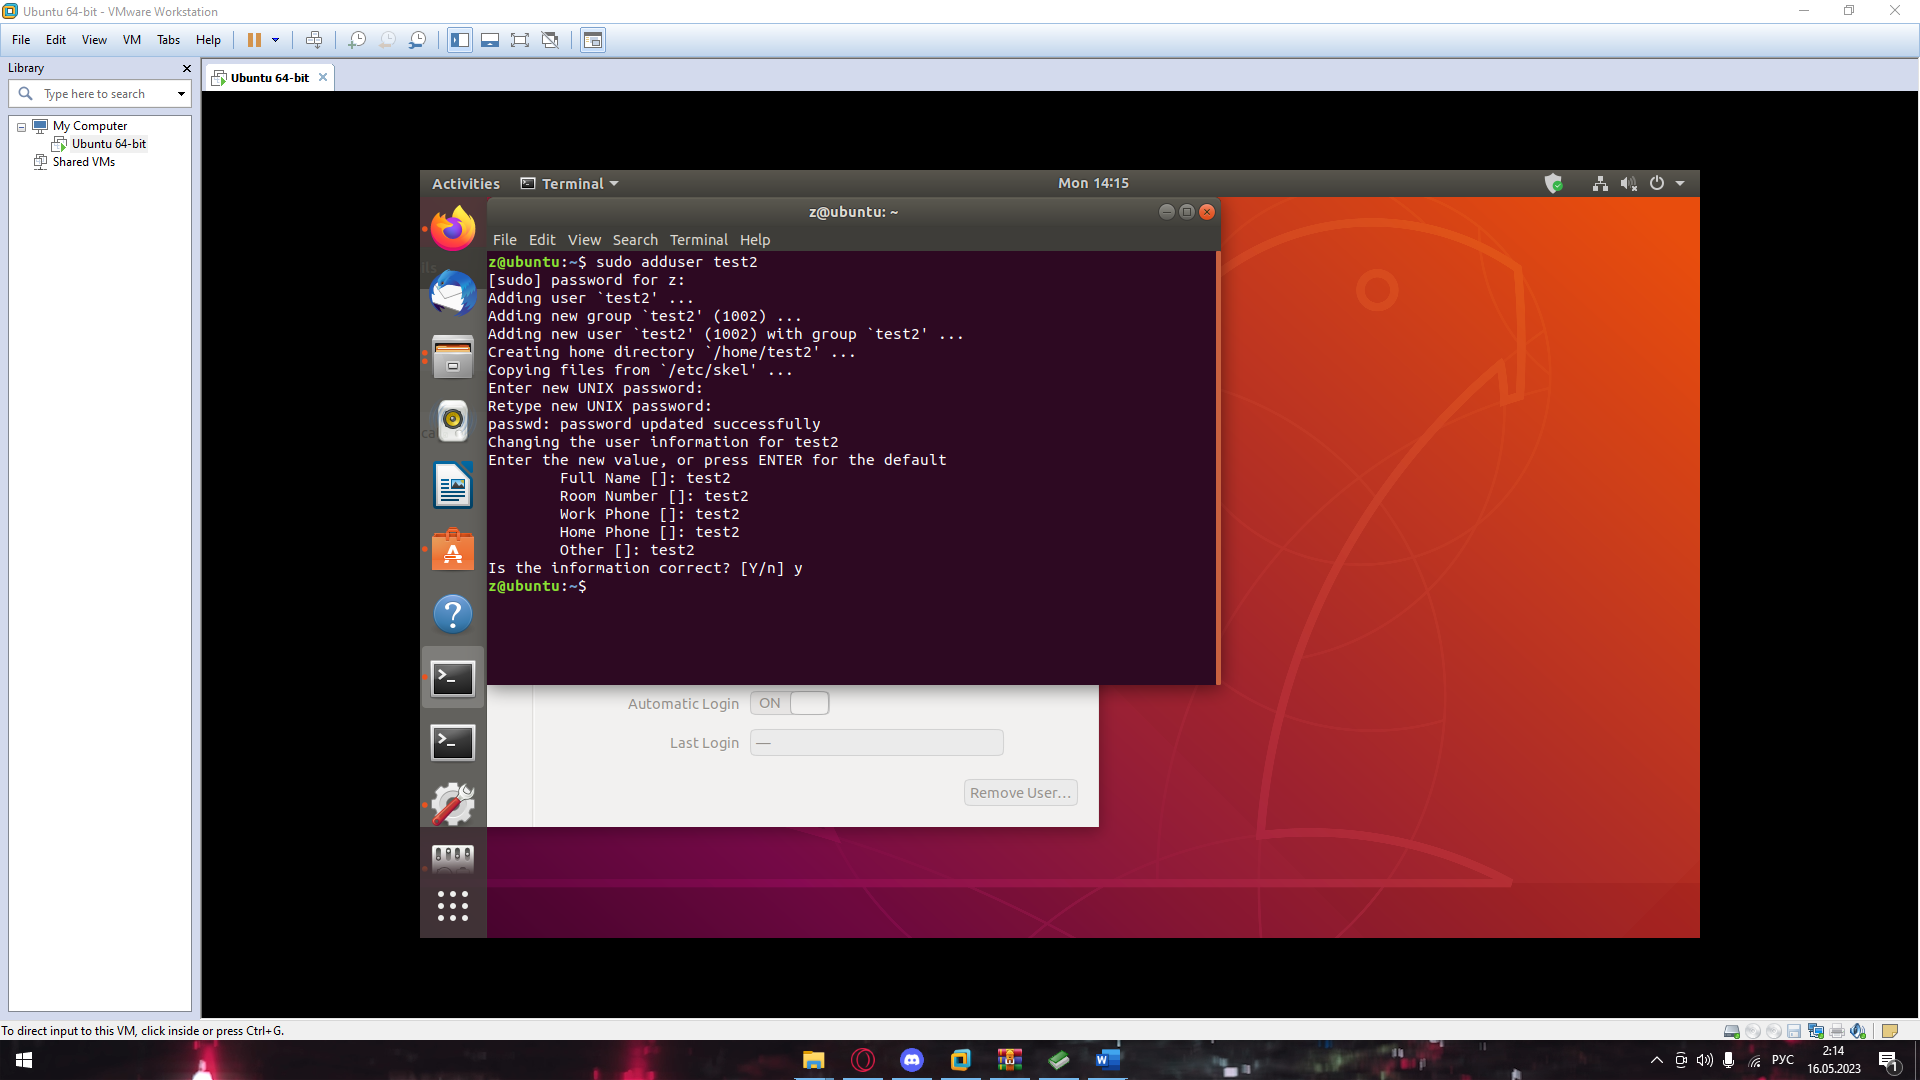 Ubuntu 64-bit - VMware Workstation
File Edit View VM Tabs Help
Library
Type here to search
My Computer
Ubuntu 64-bit
Shared VMs
Ubuntu 64-bit
Activities Terminal Mon 14:15
z@ubuntu: ~
File Edit View Search Terminal Help
z@ubuntu:~$ sudo adduser test2
[sudo] password for z:
Adding user `test2' ...
Adding new group `test2' (1002) ...
Adding new user `test2' (1002) with group `test2' ...
Creating home directory `/home/test2' ...
Copying files from `/etc/skel' ...
Enter new UNIX password:
Retype new UNIX password:
passwd: password updated successfully
Changing the user information for test2
Enter the new value, or press ENTER for the default
Full Name []: test2
Room Number []: test2
Work Phone []: test2
Home Phone []: test2
Other []: test2
Is the information correct? [Y/n] y
z@ubuntu:~$
Automatic Login ON
Last Login —
Remove User...
To direct input to this VM, click inside or press Ctrl+G.
РУС
2:14
16.05.2023
1